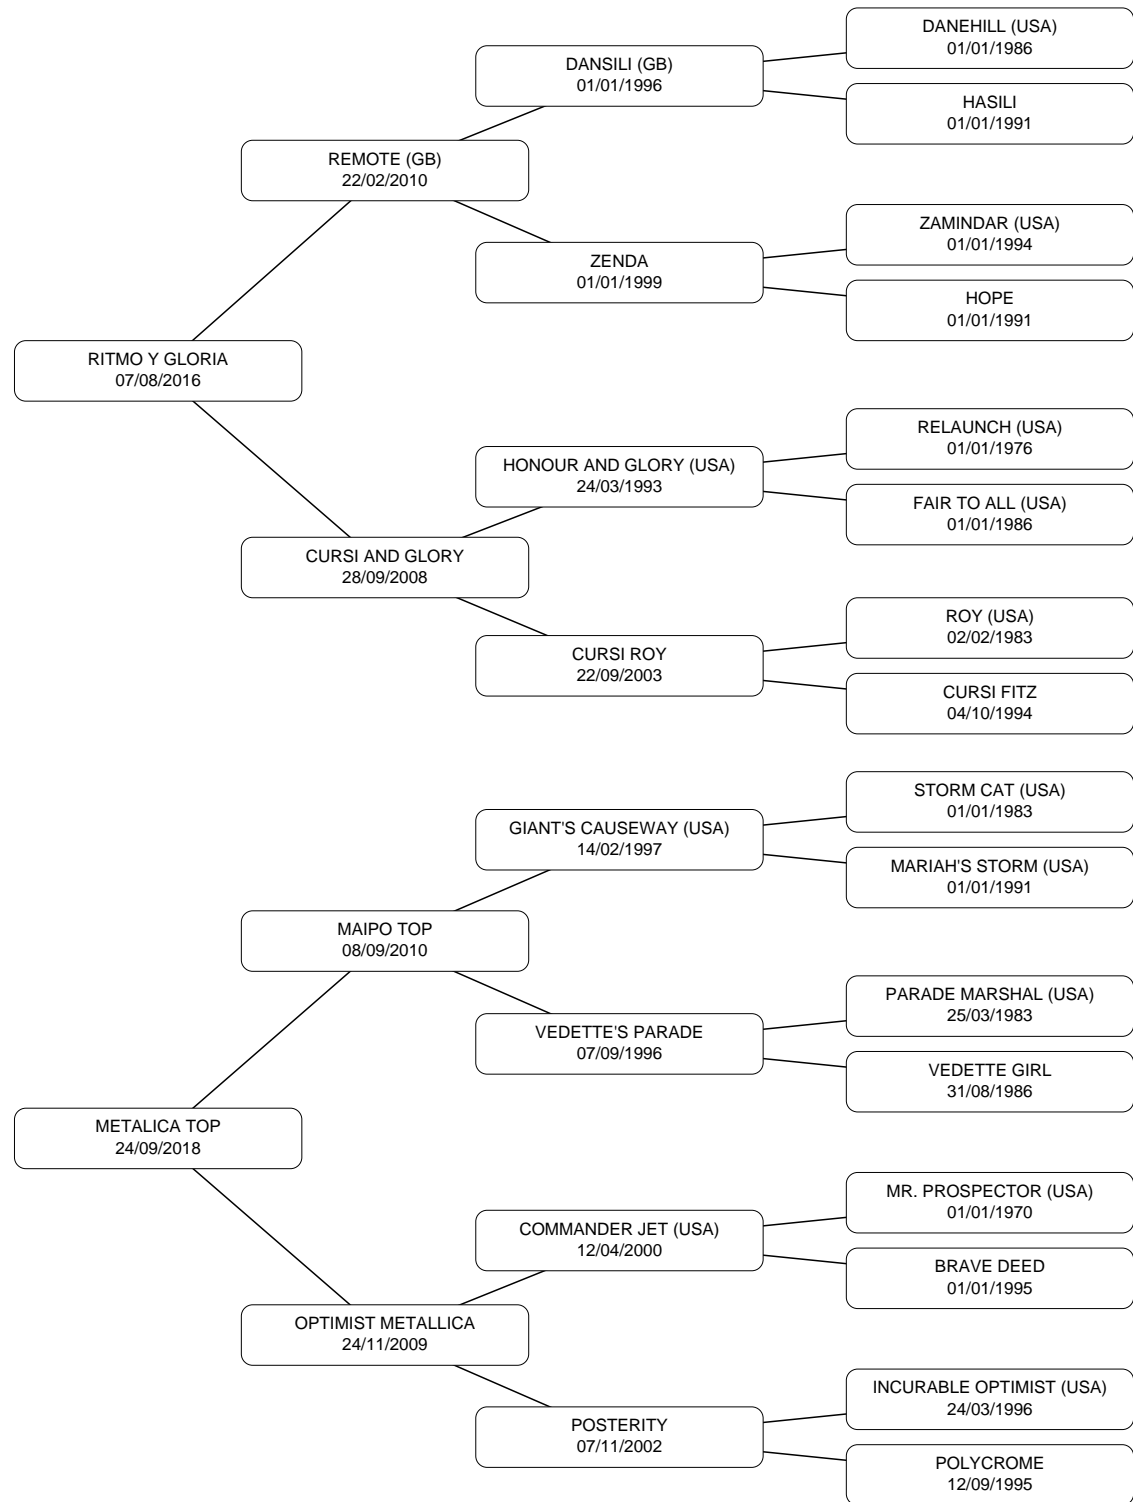 DANEHILL (USA)
01/01/1986
DANSILI (GB)
01/01/1996
HASILI
01/01/1991
REMOTE (GB)
22/02/2010
ZAMINDAR (USA)
01/01/1994
ZENDA
01/01/1999
HOPE
01/01/1991
RITMO Y GLORIA
07/08/2016
RELAUNCH (USA)
01/01/1976
HONOUR AND GLORY (USA)
24/03/1993
FAIR TO ALL (USA)
01/01/1986
CURSI AND GLORY
28/09/2008
ROY (USA)
02/02/1983
CURSI ROY
22/09/2003
CURSI FITZ
04/10/1994
STORM CAT (USA)
01/01/1983
GIANT'S CAUSEWAY (USA)
14/02/1997
MARIAH'S STORM (USA)
01/01/1991
MAIPO TOP
08/09/2010
PARADE MARSHAL (USA)
25/03/1983
VEDETTE'S PARADE
07/09/1996
VEDETTE GIRL
31/08/1986
METALICA TOP
24/09/2018
MR. PROSPECTOR (USA)
01/01/1970
COMMANDER JET (USA)
12/04/2000
BRAVE DEED
01/01/1995
OPTIMIST METALLICA
24/11/2009
INCURABLE OPTIMIST (USA)
24/03/1996
POSTERITY
07/11/2002
POLYCROME
12/09/1995